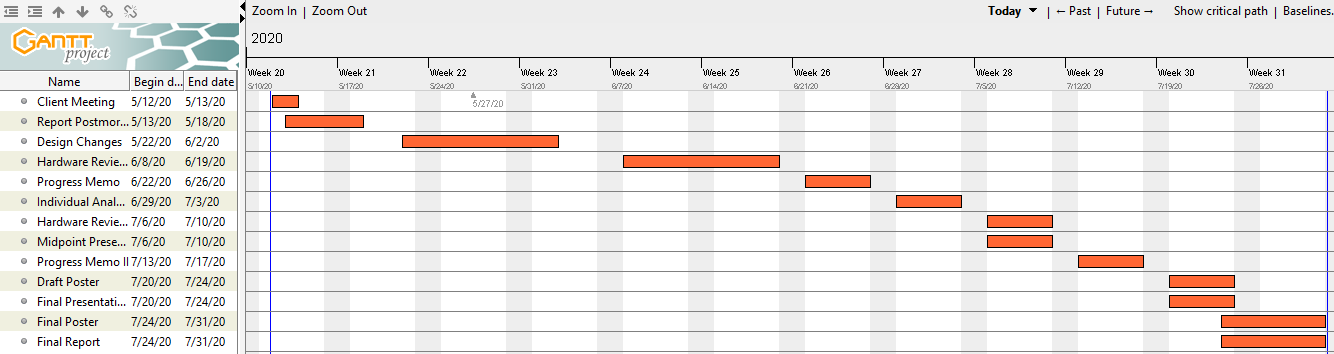 Zoom In | Zoom Out Today | ← Past | Future → Show critical path | Baselines...
GANTT project
2020
Name Begin d... End date
Week 20 Week 21 Week 22 Week 23 Week 24 Week 25 Week 26 Week 27 Week 28 Week 29 Week 30 Week 31
5/10/20 5/17/20 5/24/20 5/31/20 6/7/20 6/14/20 6/21/20 6/28/20 7/5/20 7/12/20 7/19/20 7/26/20
Client Meeting 5/12/20 5/13/20
5/27/20
Report Postmor... 5/13/20 5/18/20
Design Changes 5/22/20 6/2/20
Hardware Revie... 6/8/20 6/19/20
Progress Memo 6/22/20 6/26/20
Individual Anal... 6/29/20 7/3/20
Hardware Revie... 7/6/20 7/10/20
Midpoint Prese... 7/6/20 7/10/20
Progress Memo II 7/13/20 7/17/20
Draft Poster 7/20/20 7/24/20
Final Presentati... 7/20/20 7/24/20
Final Poster 7/24/20 7/31/20
Final Report 7/24/20 7/31/20